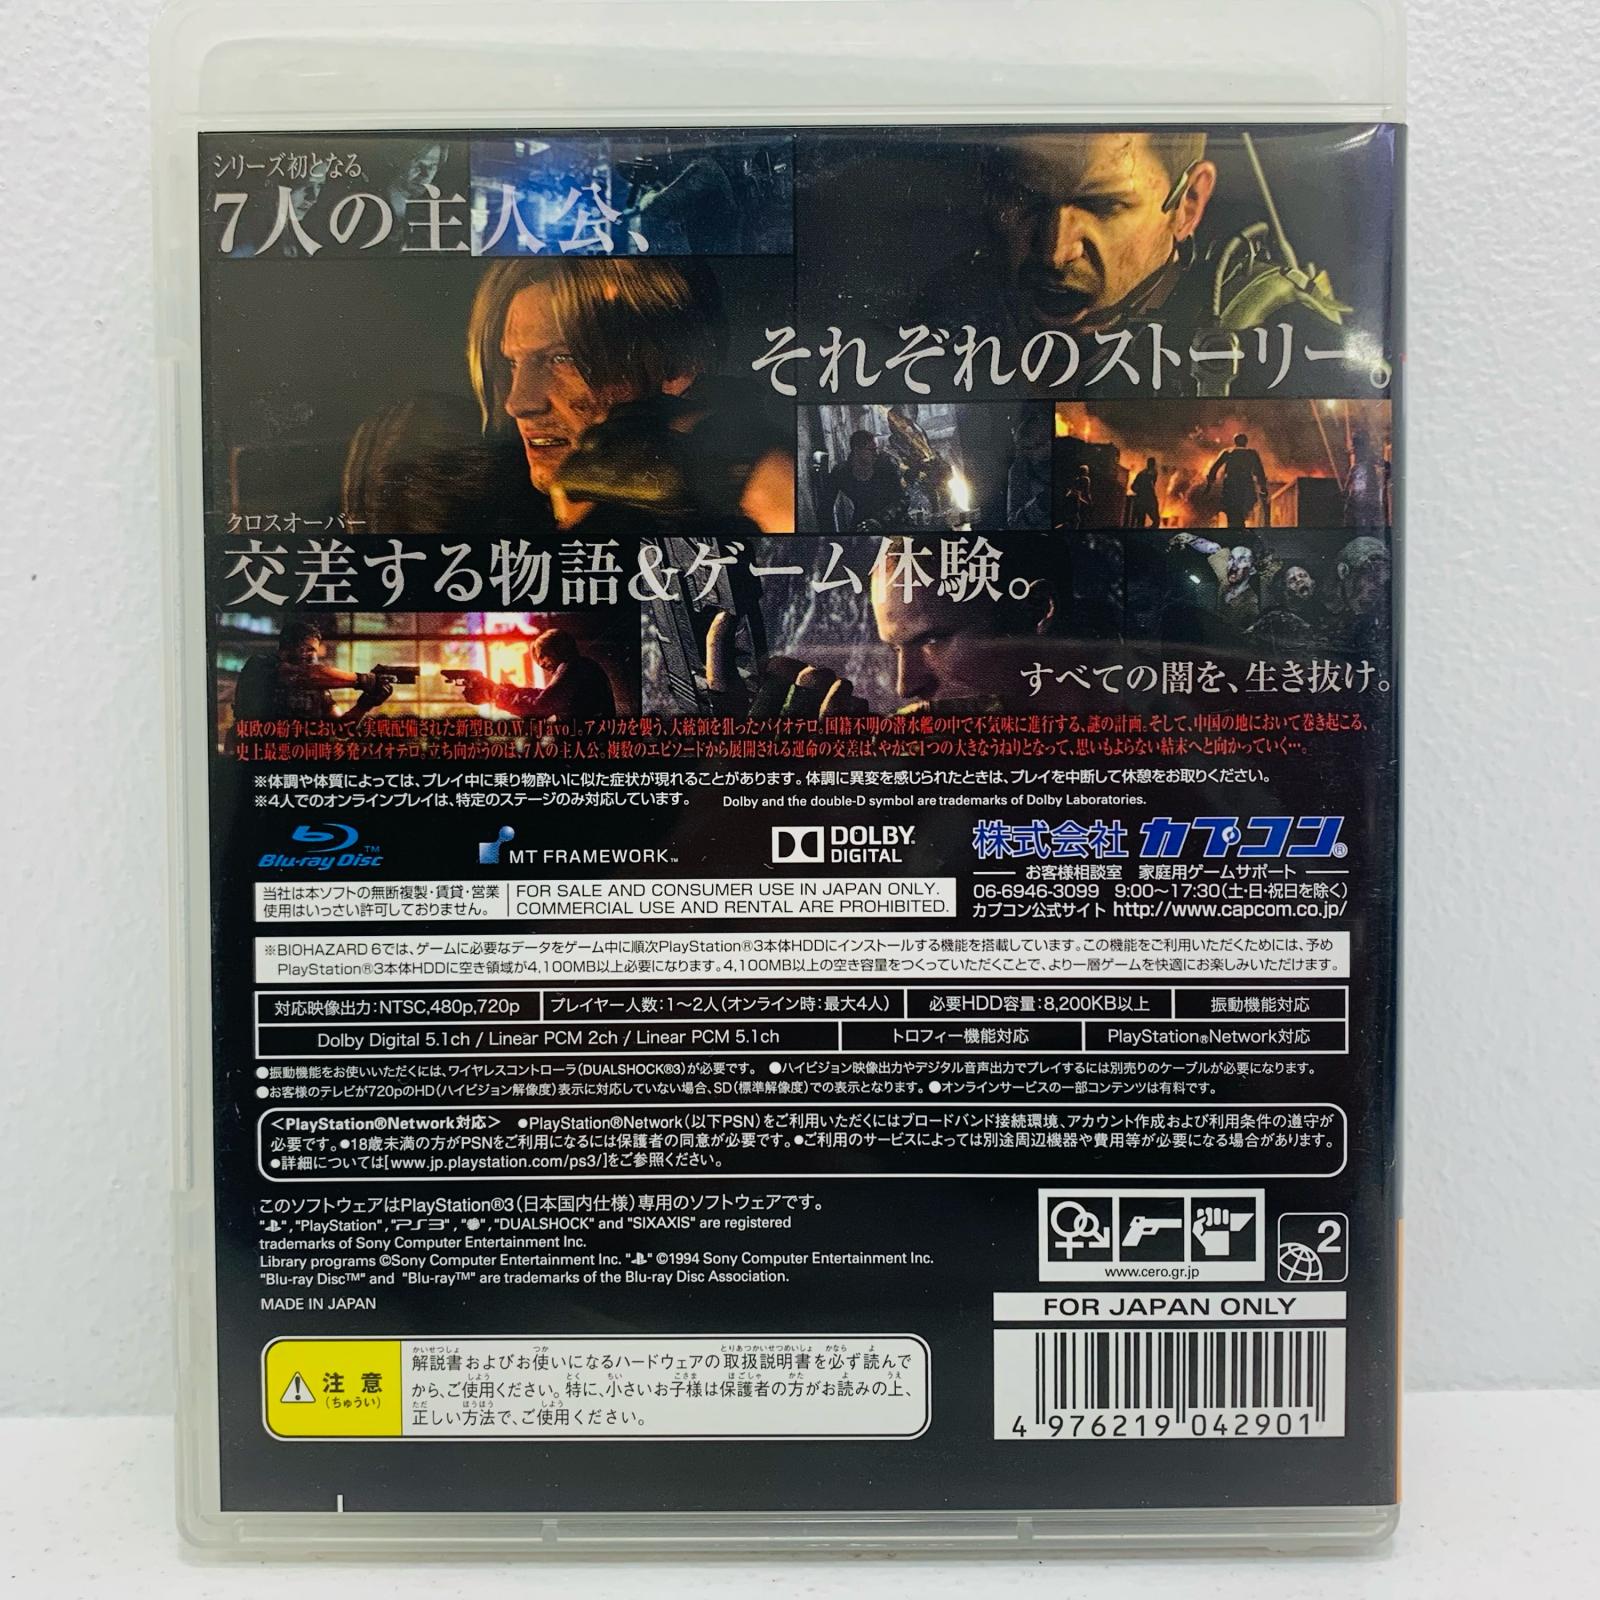 シリーズ初となる
7人の主人公、
それぞれのストーリー。
クロスオーバー
交差する物語&ゲーム体験。
すべての闇を、生き抜け。
東欧の紛争において、実戦配備された新型B.O.W.「J'avo」。アメリカを襲う、大統領を狙ったバイオテロ。国籍不明の潜水艦の中で不気味に進行する、謎の計画。そして、中国の地において巻き起こる、
史上最悪の同時多発バイオテロ。立ち向かうのは、7人の主人公。複数のエピソードから展開される運命の交差は、やがて1つの大きなうねりとなって、思いもよらない結末へと向かっていく…。
※体調や体質によっては、プレイ中に乗り物酔いに似た症状が現れることがあります。体調に異変を感じられたときは、プレイを中断して休憩をお取りください。
※4人でのオンラインプレイは、特定のステージのみ対応しています。 Dolby and the double-D symbol are trademarks of Dolby Laboratories.
Blu-ray Disc™
MT FRAMEWORK™
DOLBY®
DIGITAL
株式会社カプコン®
お客様相談室 家庭用ゲームサポート
06-6946-3099 9:00〜17:30(土・日・祝日を除く)
カプコン公式サイト http://www.capcom.co.jp/
当社は本ソフトの無断複製・賃貸・営業
使用はいっさい許可しておりません。
FOR SALE AND CONSUMER USE IN JAPAN ONLY.
COMMERCIAL USE AND RENTAL ARE PROHIBITED.
※BIOHAZARD 6では、ゲームに必要なデータをゲーム中に順次PlayStation®3本体HDDにインストールする機能を搭載しています。この機能をご利用いただくためには、予め
PlayStation®3本体HDDに空き領域が4,100MB以上必要になります。4,100MB以上の空き容量をつくっていただくことで、より一層ゲームを快適にお楽しみいただけます。
対応映像出力:NTSC,480p,720p
プレイヤー人数:1〜2人(オンライン時:最大4人)
必要HDD容量:8,200KB以上
振動機能対応
Dolby Digital 5.1ch / Linear PCM 2ch / Linear PCM 5.1ch
トロフィー機能対応
PlayStation®Network対応
●振動機能をお使いいただくには、ワイヤレスコントローラ(DUALSHOCK®3)が必要です。 ●ハイビジョン映像出力やデジタル音声出力でプレイするには別売りのケーブルが必要になります。
●お客様のテレビが720pのHD(ハイビジョン解像度)表示に対応していない場合、SD(標準解像度)での表示となります。 ●オンラインサービスの一部コンテンツは有料です。
<PlayStation®Network対応> ●PlayStation®Network(以下PSN)をご利用いただくにはブロードバンド接続環境、アカウント作成および利用条件の遵守が
必要です。●18歳未満の方がPSNをご利用になるには保護者の同意が必要です。●ご利用のサービスによっては別途周辺機器や費用等が必要になる場合があります。
●詳細については[www.jp.playstation.com/ps3/]をご参照ください。
このソフトウェアはPlayStation®3(日本国内仕様)専用のソフトウェアです。
" ", "PlayStation", "PS3", " ", "DUALSHOCK" and "SIXAXIS" are registered
trademarks of Sony Computer Entertainment Inc.
Library programs ©Sony Computer Entertainment Inc. " " ©1994 Sony Computer Entertainment Inc.
"Blu-ray Disc™" and "Blu-ray™" are trademarks of the Blu-ray Disc Association.
MADE IN JAPAN
www.cero.gr.jp
2
FOR JAPAN ONLY
注意
(ちゅうい)
かいせつしょ つか とりあつかいせつめいしょ かなら よ
解説書およびお使いになるハードウェアの取扱説明書を必ず読んで
しよう とく ちい こさま ほごしゃ かた よ うえ
から、ご使用ください。特に、小さいお子様は保護者の方がお読みの上、
ただ ほうほう しよう
正しい方法で、ご使用ください。
4 976219 042901